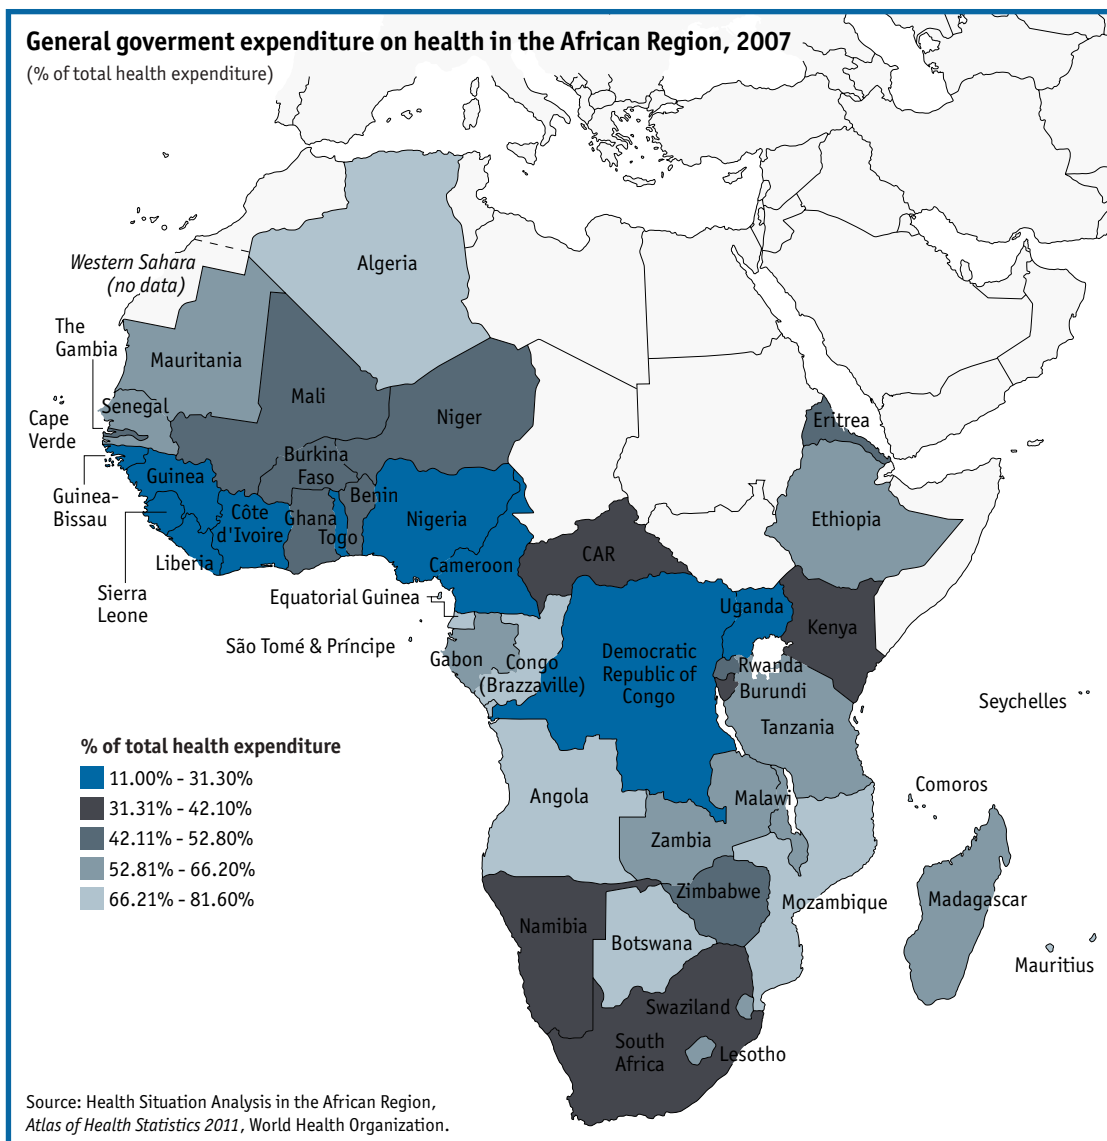 General goverment expenditure on health in the African Region, 2007
(% of total health expenditure)
Western Sahara
(no data)
Algeria
The
Gambia
Mauritania
Mali
Niger
Senegal
Cape
Verde
Eritrea
Burkina
Faso
Guinea
Benin
Guinea-
Bissau
Côte
d'Ivoire
Ghana
Togo
Nigeria
Ethiopia
Liberia
Cameroon
CAR
Sierra
Leone
Equatorial Guinea
Uganda
Kenya
São Tomé & Príncipe
Gabon
Congo
(Brazzaville)
Democratic
Republic of
Congo
Rwanda
Burundi
Seychelles
Tanzania
% of total health expenditure
11.00% - 31.30%
31.31% - 42.10%
42.11% - 52.80%
52.81% - 66.20%
66.21% - 81.60%
Angola
Malawi
Comoros
Zambia
Zimbabwe
Mozambique
Madagascar
Namibia
Botswana
Mauritius
Swaziland
South
Africa
Lesotho
Source: Health Situation Analysis in the African Region,
Atlas of Health Statistics 2011, World Health Organization.